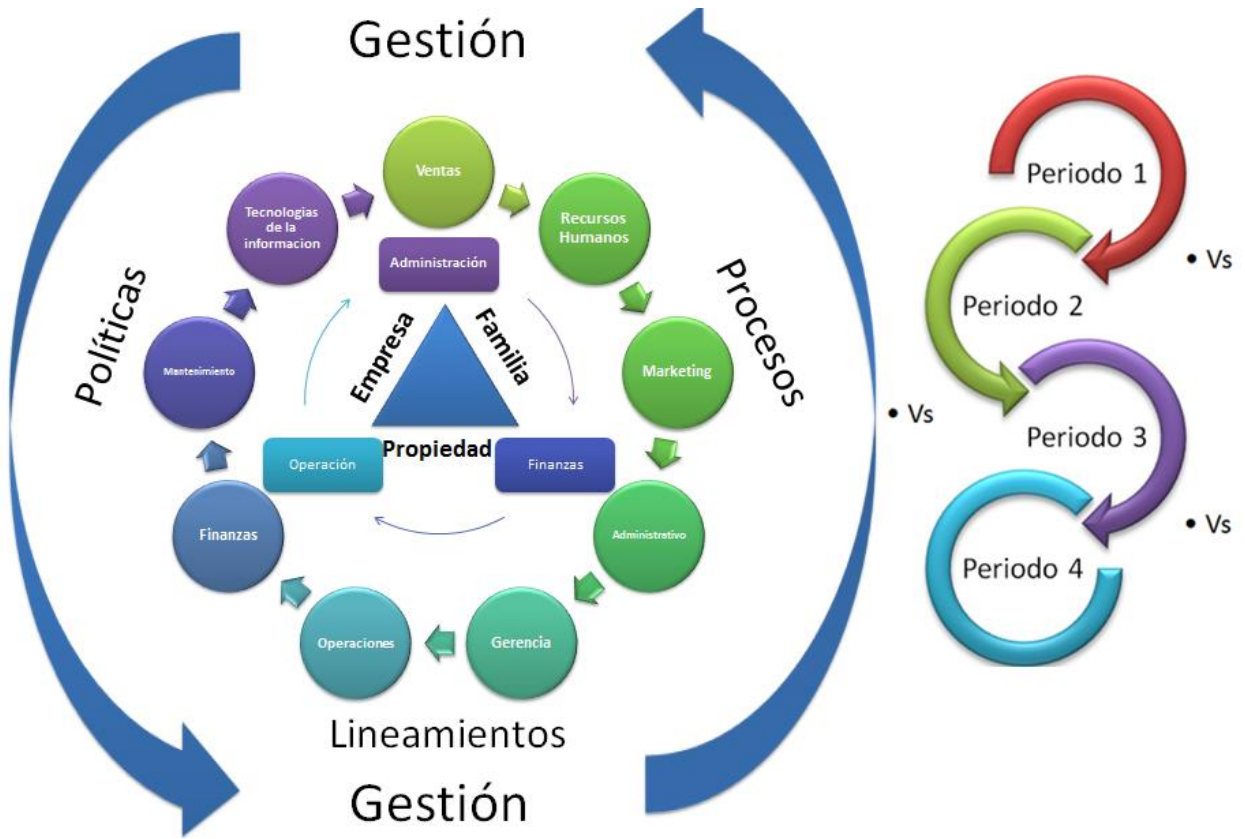 Gestión
Ventas
Tecnologias
de la
informacion
Recursos
Humanos
Administración
Políticas
Procesos
Empresa
Familia
Mantenimiento
Marketing
Propiedad
Operación
Finanzas
Finanzas
Administrativo
Operaciones
Gerencia
Lineamientos
Gestión
Periodo 1
• Vs
Periodo 2
• Vs
Periodo 3
• Vs
Periodo 4